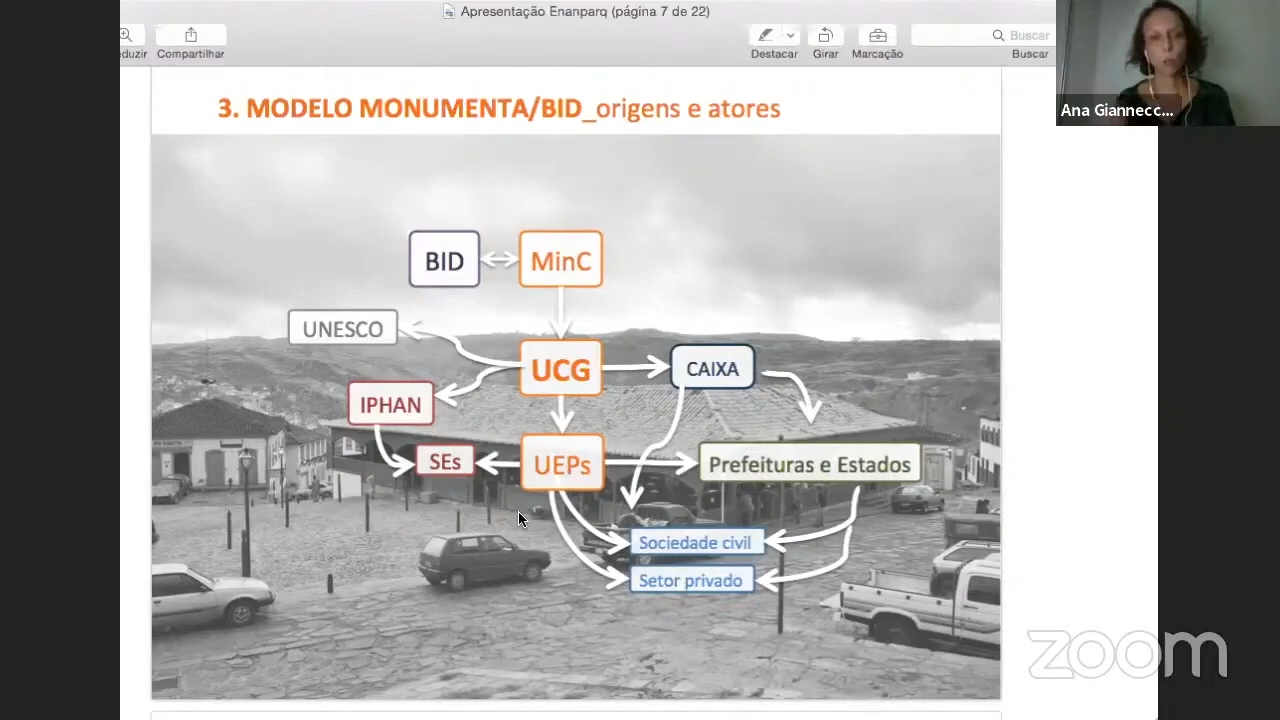 Apresentação Enanparq (página 7 de 22)
duzir
Compartilhar
Destacar
Girar
Marcação
Buscar
Buscar
Ana Giannecc...
3. MODELO MONUMENTA/BID_origens e atores
BID
MinC
UNESCO
UCG
CAIXA
IPHAN
SEs
UEPs
Prefeituras e Estados
Sociedade civil
Setor privado
zoom